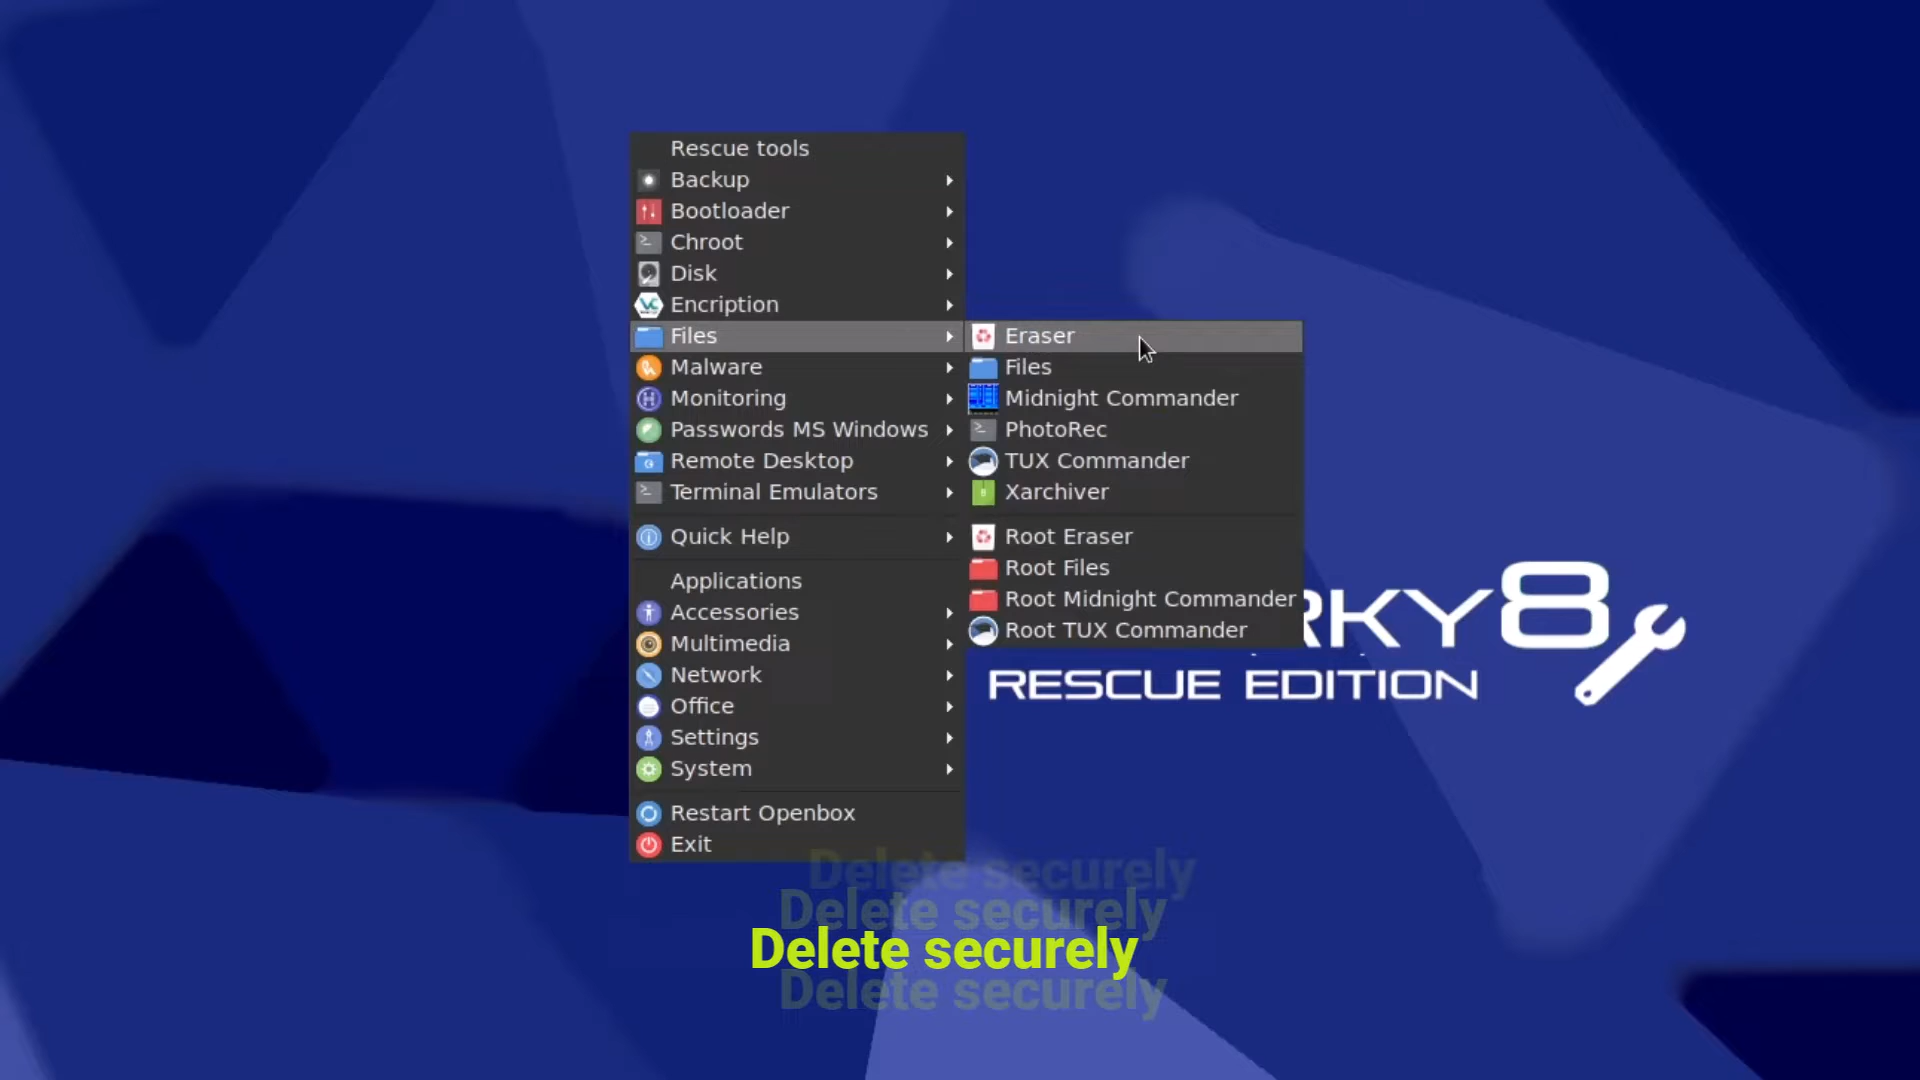 Rescue tools
Backup
Bootloader
Chroot
Disk
Encription
Files
Malware
Monitoring
Passwords MS Windows
Remote Desktop
Terminal Emulators
Quick Help
Applications
Accessories
Multimedia
Network
Office
Settings
System
Restart Openbox
Exit
Eraser
Files
Midnight Commander
PhotoRec
TUX Commander
Xarchiver
Root Eraser
Root Files
Root Midnight Commander
Root TUX Commander
RKY8
RESCUE EDITION
Delete securely
Delete securely
Delete securely
Delete securely